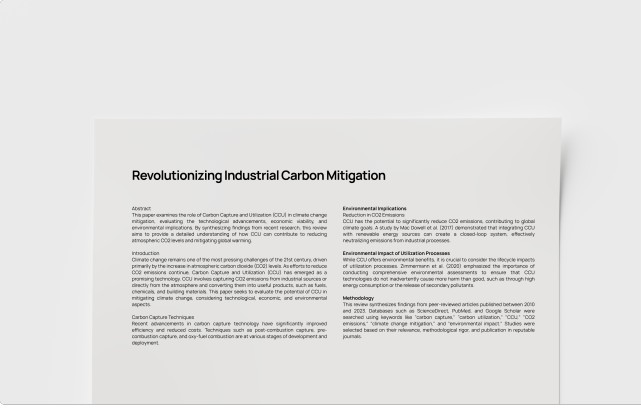 Revolutionizing Industrial Carbon Mitigation
Abstract
This paper examines the role of Carbon Capture and Utilization (CCU) in climate change
mitigation, evaluating the technological advancements, economic viability, and
environmental implications. By synthesizing findings from recent research, this review
aims to provide a detailed understanding of how CCU can contribute to reducing
atmospheric CO2 levels and mitigating global warming.
Introduction
Climate change remains one of the most pressing challenges of the 21st century, driven
primarily by the increase in atmospheric carbon dioxide (CO2) levels. As efforts to reduce
CO2 emissions continue, Carbon Capture and Utilization (CCU) has emerged as a
promising technology. CCU involves capturing CO2 emissions from industrial sources or
directly from the atmosphere and converting them into useful products, such as fuels,
chemicals, and building materials. This paper seeks to evaluate the potential of CCU in
mitigating climate change, considering technological, economic, and environmental
aspects.
Carbon Capture Techniques
Recent advancements in carbon capture technology have significantly improved
efficiency and reduced costs. Techniques such as post-combustion capture, pre-
combustion capture, and oxy-fuel combustion are at various stages of development and
deployment.
Environmental Implications
Reduction in CO2 Emissions
CCU has the potential to significantly reduce CO2 emissions, contributing to global
climate goals. A study by Mac Dowell et al. (2017) demonstrated that integrating CCU
with renewable energy sources can create a closed-loop system, effectively
neutralizing emissions from industrial processes.
Environmental Impact of Utilization Processes
While CCU offers environmental benefits, it is crucial to consider the lifecycle impacts
of utilization processes. Zimmermann et al. (2020) emphasized the importance of
conducting comprehensive environmental assessments to ensure that CCU
technologies do not inadvertently cause more harm than good, such as through high
energy consumption or the release of secondary pollutants.
Methodology
This review synthesizes findings from peer-reviewed articles published between 2010
and 2023. Databases such as ScienceDirect, PubMed, and Google Scholar were
searched using keywords like "carbon capture," "carbon utilization," "CCU," "CO2
emissions," "climate change mitigation," and "environmental impact." Studies were
selected based on their relevance, methodological rigor, and publication in reputable
journals.